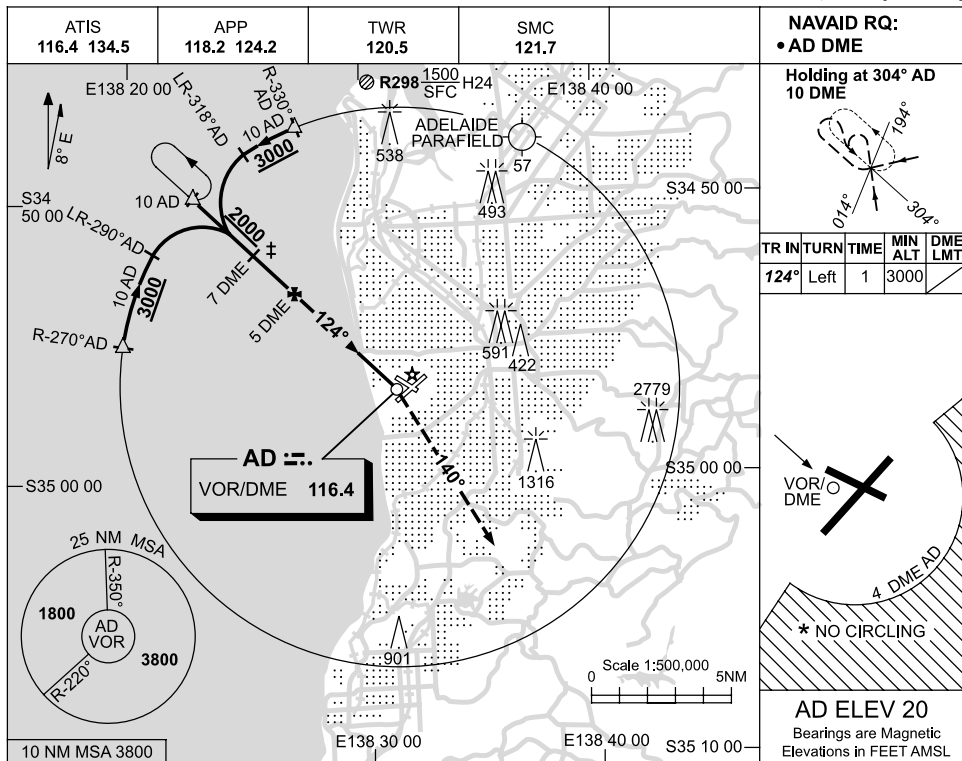 ATIS
116.4 134.5
APP
118.2 124.2
TWR
120.5
SMC
121.7
NAVAID RQ:
• AD DME
E138 20 00
R298 1500 SFC H24
E138 40 00
8° E
LR-318°AD
R-330° AD
10 AD
3000
538
ADELAIDE
PARAFIELD
57
493
S34 50 00
S34
50 00
10 AD
2000
‡
LR-290°AD
10 AD
3000
7 DME
5 DME
R-270°AD
124°
591
422
2779
1316
140°
AD
VOR/DME 116.4
S35 00 00
S35 00 00
25 NM MSA
R-350°
1800
AD
VOR
3800
R-220°
901
Scale 1:500,000
0 5NM
10 NM MSA 3800
E138 30 00
E138 40 00
S35 10 00
Holding at 304° AD
10 DME
194°
014°
304°
TR IN TURN TIME MIN ALT DME LMT
124° Left 1 3000
VOR/
DME
4 DME AD
* NO CIRCLING
AD ELEV 20
Bearings are Magnetic
Elevations in FEET AMSL